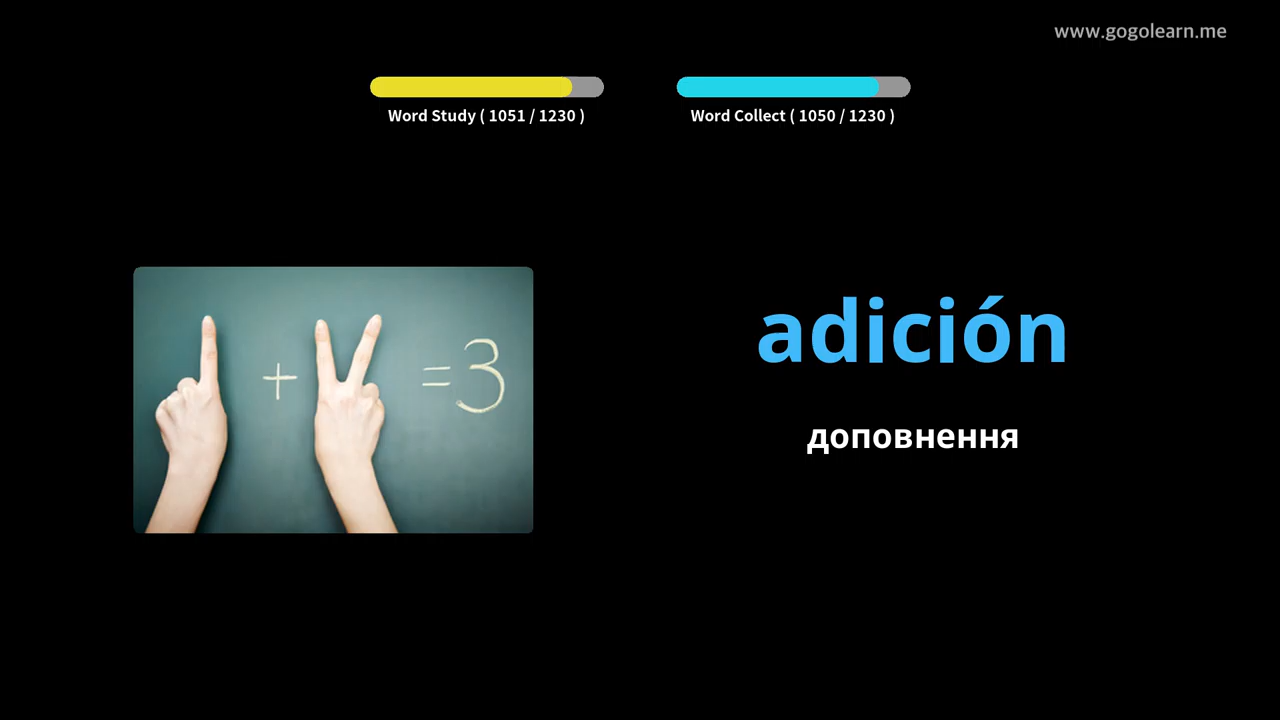 www.gogolearn.me
Word Study ( 1051 / 1230 )
Word Collect ( 1050 / 1230 )
+ = 3
adición
доповнення